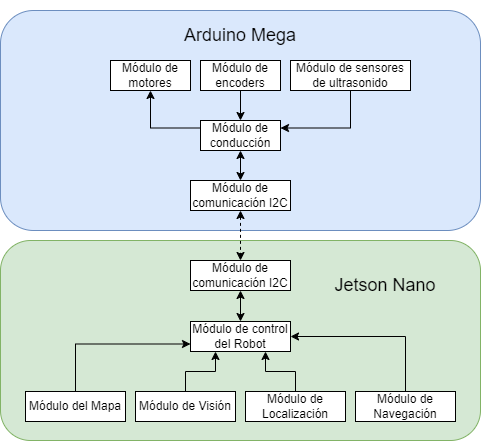 Arduino Mega
Módulo de
motores
Módulo de
encoders
Módulo de sensores
de ultrasonido
Módulo de
conducción
Módulo de
comunicación I2C
Módulo de
comunicación I2C
Jetson Nano
Módulo de control
del Robot
Módulo del Mapa
Módulo de Visión
Módulo de
Localización
Módulo de
Navegación